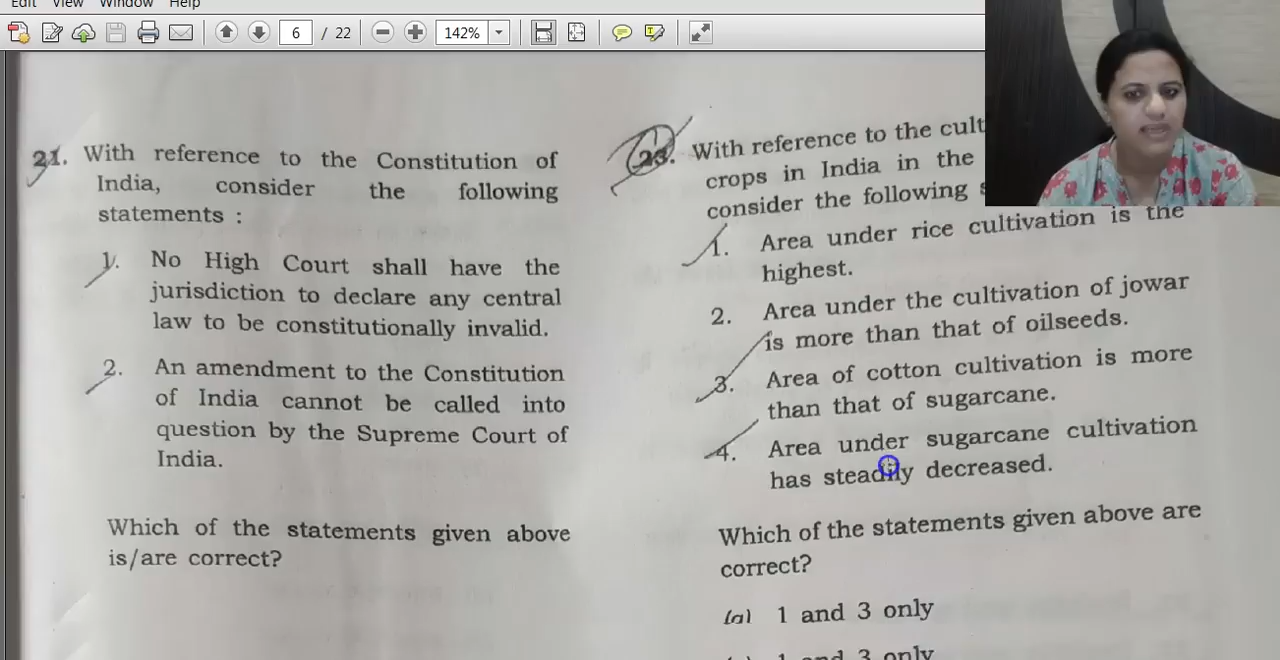 Edit View Window Help
6 / 22 142%
21. With reference to the Constitution of
India, consider the following
statements :
1. No High Court shall have the
jurisdiction to declare any central
law to be constitutionally invalid.
2. An amendment to the Constitution
of India cannot be called into
question by the Supreme Court of
India.
Which of the statements given above
is/are correct?
23. With reference to the cult
crops in India in the
consider the following s
1. Area under rice cultivation is the
highest.
2. Area under the cultivation of jowar
is more than that of oilseeds.
3. Area of cotton cultivation is more
than that of sugarcane.
4. Area under sugarcane cultivation
has steadily decreased.
Which of the statements given above are
correct?
(a) 1 and 3 only
1 and 3 only